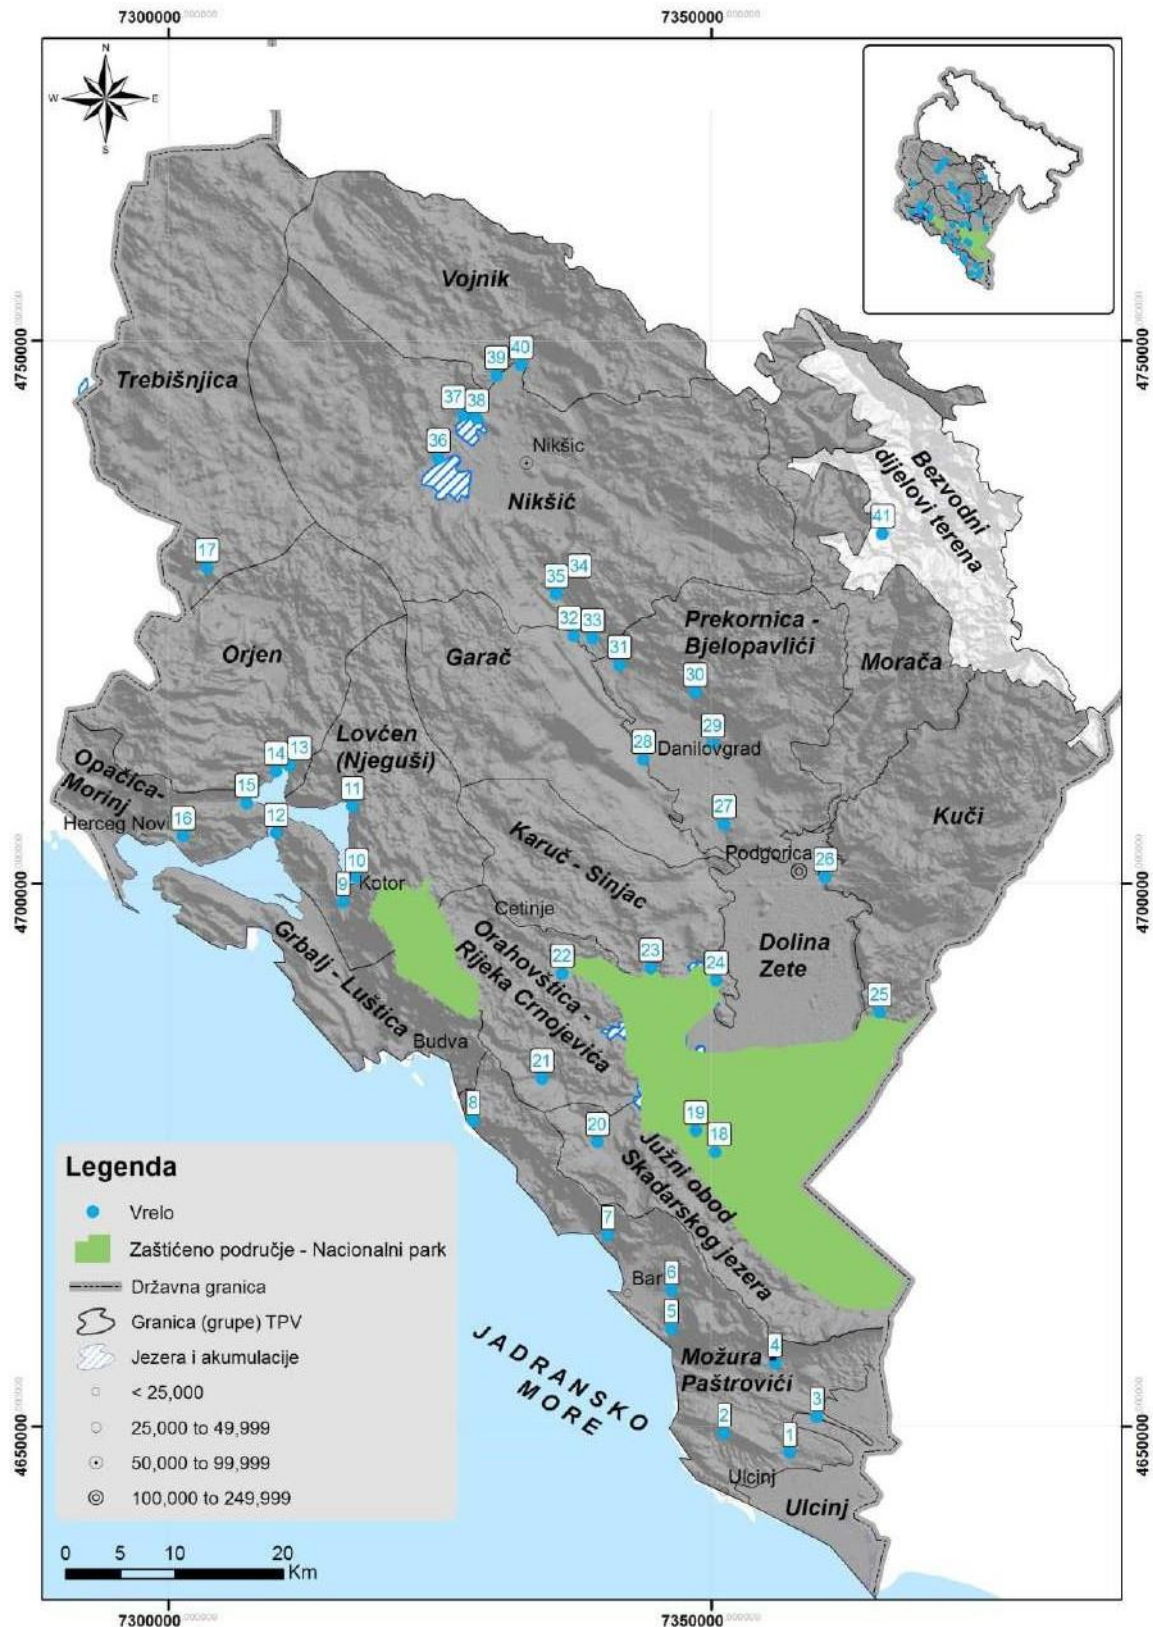 7300000
7350000
N
W
E
S
4750000
4750000
Vojnik
Trebišnjica
39
40
37
38
36
Nikšic
Nikšić
Bezvodni
dijelovi terena
41
17
34
35
32
33
31
Prekornica -
Bjelopavlići
Orjen
Garač
Morača
30
29
28
Danilovgrad
Lovćen
(Njeguši)
13
14
Opačica-
Morinj
15
11
Herceg Novi
16
12
27
Kuči
Karuč - Sinjac
Podgorica
26
10
9
Kotor
4700000
4700000
Cetinje
Grbalj - Luštica
Orahovštica -
Rijeka Crnojevića
Dolina
Zete
22
23
24
25
Budva
21
8
19
18
20
Južni obod
Skadarskog jezera
7
Bar
6
5
JADRANSKO
MORE
4
Možura -
Paštrovići
3
2
1
4650000
4650000
Ulcinj
Ulcinj
Legenda
Vrelo
Zaštićeno područje - Nacionalni park
Državna granica
Granica (grupe) TPV
Jezera i akumulacije
< 25,000
25,000 to 49,999
50,000 to 99,999
100,000 to 249,999
0 5 10 20
Km
7300000
7350000